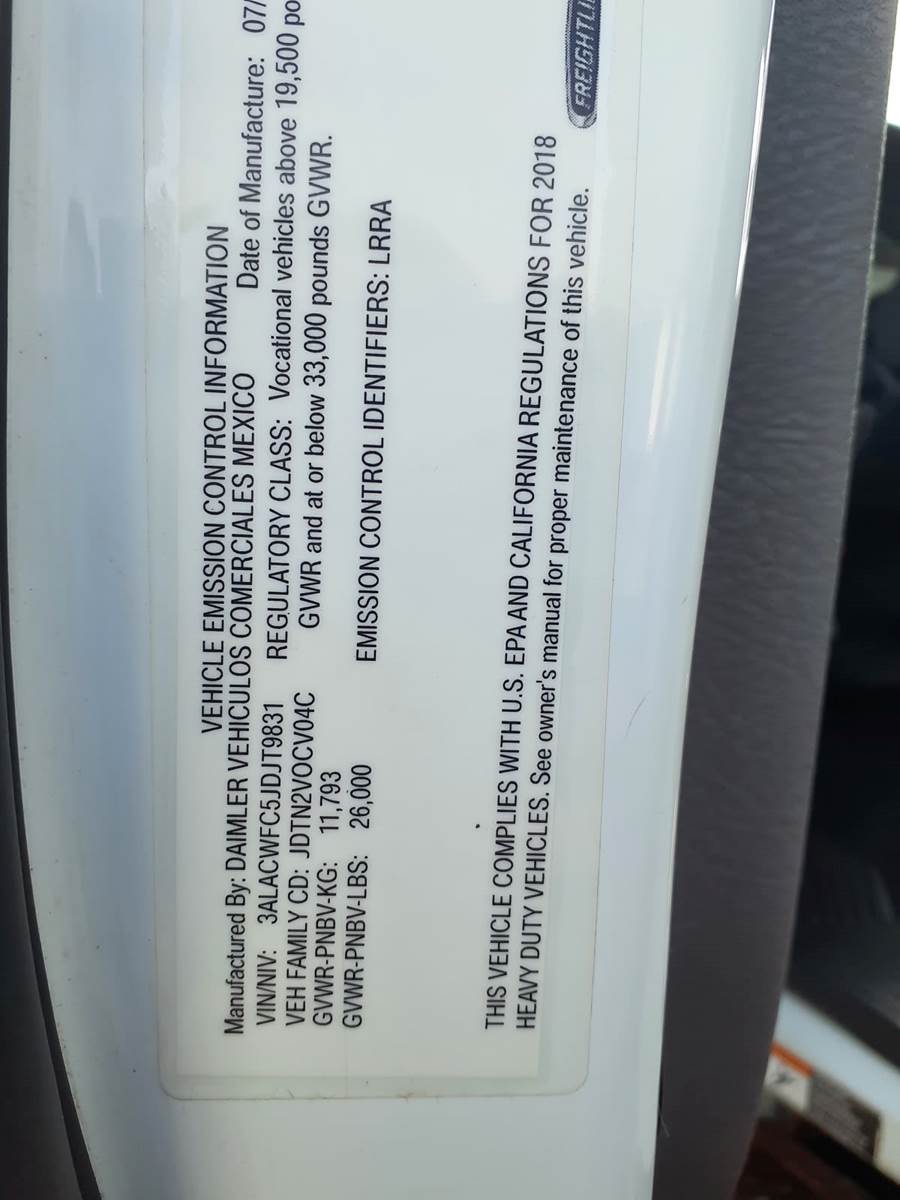 VEHICLE EMISSION CONTROL INFORMATION
Manufactured By: DAIMLER VEHICULOS COMERCIALES MEXICO Date of Manufacture: 07/
VIN/NIV: 3ALACWFC5JDJT9831 REGULATORY CLASS: Vocational vehicles above 19,500 po
VEH FAMILY CD: JDTN2VOCV04C GVWR and at or below 33,000 pounds GVWR.
GVWR-PNBV-KG: 11,793
GVWR-PNBV-LBS: 26,000 EMISSION CONTROL IDENTIFIERS: LRRA
THIS VEHICLE COMPLIES WITH U.S. EPA AND CALIFORNIA REGULATIONS FOR 2018
HEAVY DUTY VEHICLES. See owner's manual for proper maintenance of this vehicle.
FREIGHTLI